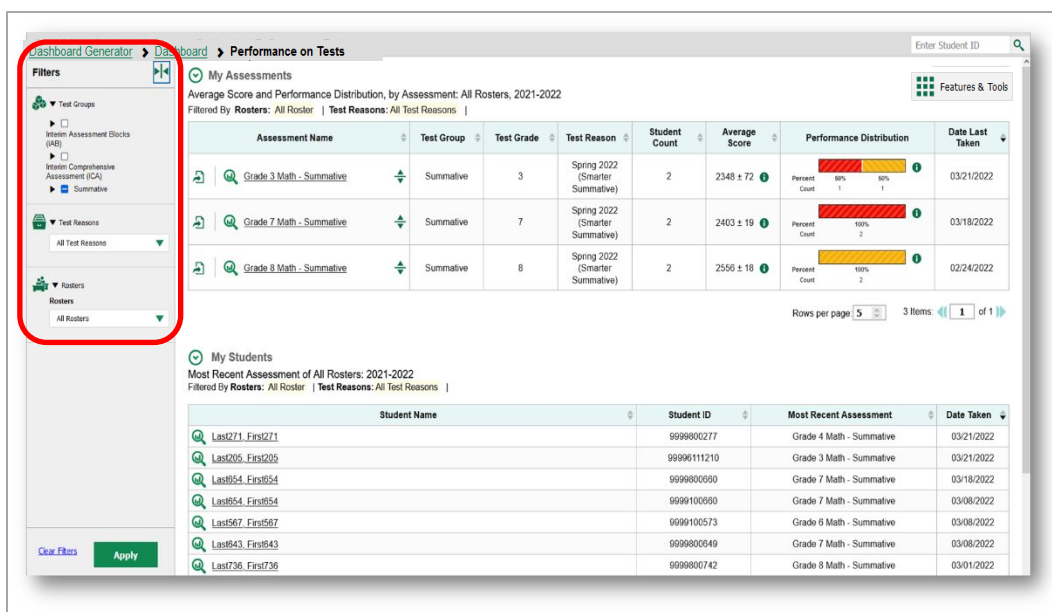 Dashboard Generator > Dashboard > Performance on Tests
Enter Student ID
Filters
Test Groups
Interim Assessment Blocks
(IAB)
Interim Comprehensive
Assessment (ICA)
Summative
Test Reasons
All Test Reasons
Rosters
Rosters
All Rosters
Clear Filters
Apply
My Assessments
Average Score and Performance Distribution, by Assessment: All Rosters, 2021-2022
Filtered By Rosters: All Roster | Test Reasons: All Test Reasons |
Features & Tools
Assessment Name Test Group Test Grade Test Reason Student Count Average Score Performance Distribution Date Last Taken
Grade 3 Math - Summative Summative 3 Spring 2022 (Smarter Summative) 2 2348 ± 72 03/21/2022
Percent 50% 50%
Count 1 1
Grade 7 Math - Summative Summative 7 Spring 2022 (Smarter Summative) 2 2403 ± 19 03/18/2022
Percent 100%
Count 2
Grade 8 Math - Summative Summative 8 Spring 2022 (Smarter Summative) 2 2556 ± 18 02/24/2022
Percent 100%
Count 2
Rows per page: 5 3 Items: 1 of 1
My Students
Most Recent Assessment of All Rosters: 2021-2022
Filtered By Rosters: All Roster | Test Reasons: All Test Reasons |
Student Name Student ID Most Recent Assessment Date Taken
Last271, First271 9999800277 Grade 4 Math - Summative 03/21/2022
Last205, First205 99996111210 Grade 3 Math - Summative 03/21/2022
Last654, First654 9999800660 Grade 7 Math - Summative 03/18/2022
Last654, First654 9999100660 Grade 7 Math - Summative 03/08/2022
Last567, First567 9999100573 Grade 6 Math - Summative 03/08/2022
Last643, First643 9999800649 Grade 7 Math - Summative 03/08/2022
Last736, First736 9999800742 Grade 8 Math - Summative 03/01/2022